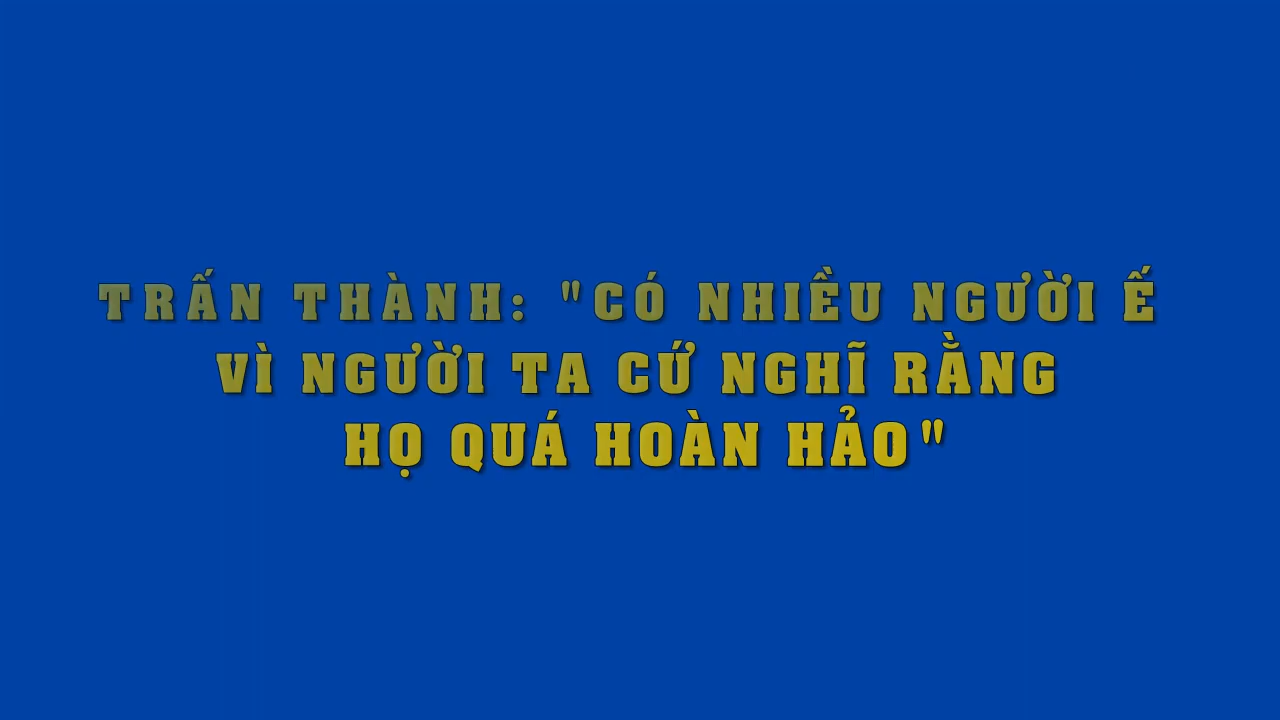 TRẤN THÀNH: "CÓ NHIỀU NGƯỜI Ế
VÌ NGƯỜI TA CỨ NGHĨ RẰNG
HỌ QUÁ HOÀN HẢO"